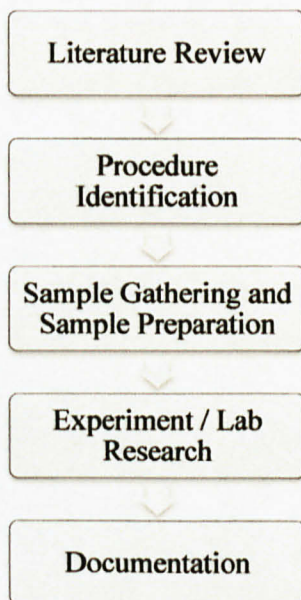 Literature Review
Procedure
Identification
Sample Gathering and
Sample Preparation
Experiment / Lab
Research
Documentation